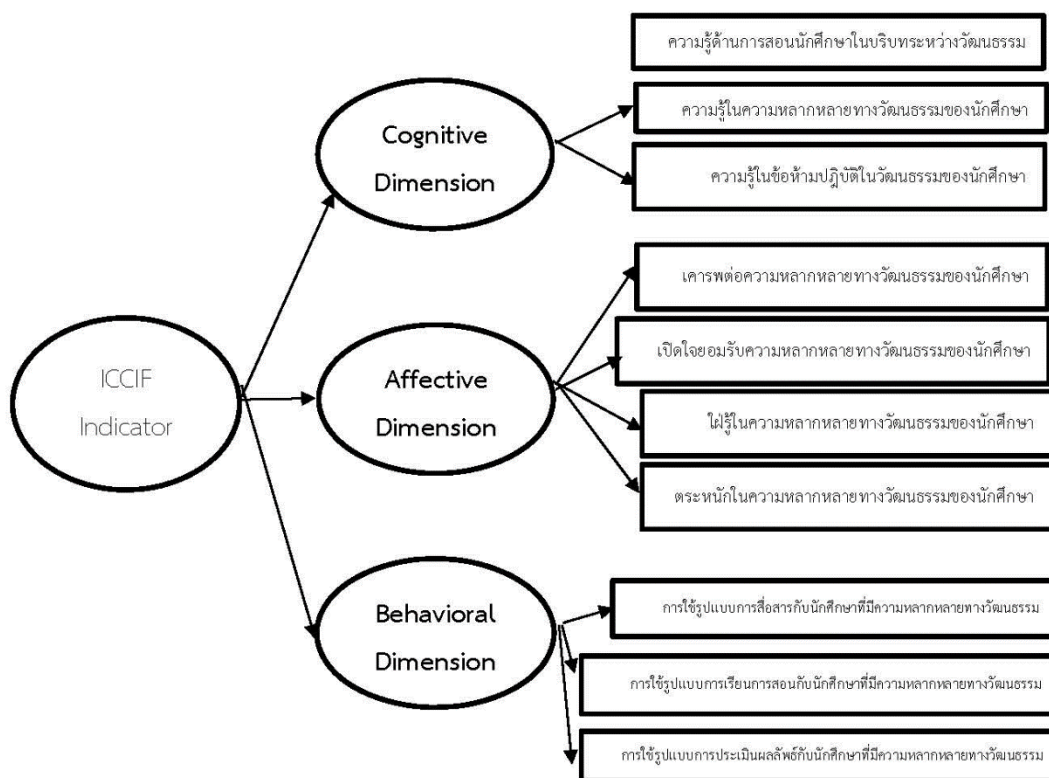 ICCIF
Indicator
Cognitive
Dimension
ความรู้ด้านการสอนนักศึกษาในบริบทระหว่างวัฒนธรรม
ความรู้ในความหลากหลายทางวัฒนธรรมของนักศึกษา
ความรู้ในข้อห้ามปฎิบัติในวัฒนธรรมของนักศึกษา
Affective
Dimension
เคารพต่อความหลากหลายทางวัฒนธรรมของนักศึกษา
เปิดใจยอมรับความหลากหลายทางวัฒนธรรมของนักศึกษา
ใฝ่รู้ในความหลากหลายทางวัฒนธรรมของนักศึกษา
ตระหนักในความหลากหลายทางวัฒนธรรมของนักศึกษา
Behavioral
Dimension
การใช้รูปแบบการสื่อสารกับนักศึกษาที่มีความหลากหลายทางวัฒนธรรม
การใช้รูปแบบการเรียนการสอนกับนักศึกษาที่มีความหลากหลายทางวัฒนธรรม
การใช้รูปแบบการประเมินผลลัพธ์กับนักศึกษาที่มีความหลากหลายทางวัฒนธรรม